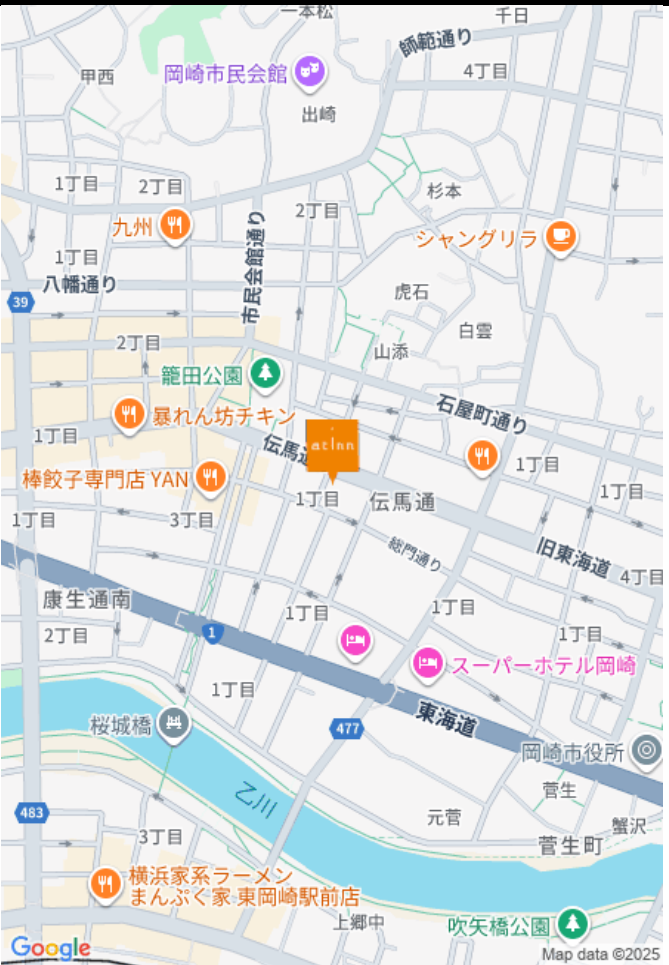 一本松
千日
師範通り
甲西
岡崎市民会館
4丁目
出崎
1丁目
2丁目
杉本
九州
2丁目
シャングリラ
市民会館通り
1丁目
八幡通り
虎石
39
白雲
2丁目
山添
籠田公園
石屋町通り
暴れん坊チキン
1丁目
伝馬通
at inn
1丁目
棒餃子専門店 YAN
1丁目
伝馬通
1丁目
1丁目
3丁目
総門通り
旧東海道
4丁目
康生通南
1丁目
1丁目
2丁目
1
1丁目
スーパーホテル岡崎
1丁目
東海道
桜城橋
477
岡崎市役所
乙川
菅生
483
元菅
蟹沢
3丁目
菅生町
横浜家系ラーメン
まんぷく家 東岡崎駅前店
上郷中
吹矢橋公園
Google
Map data ©2025